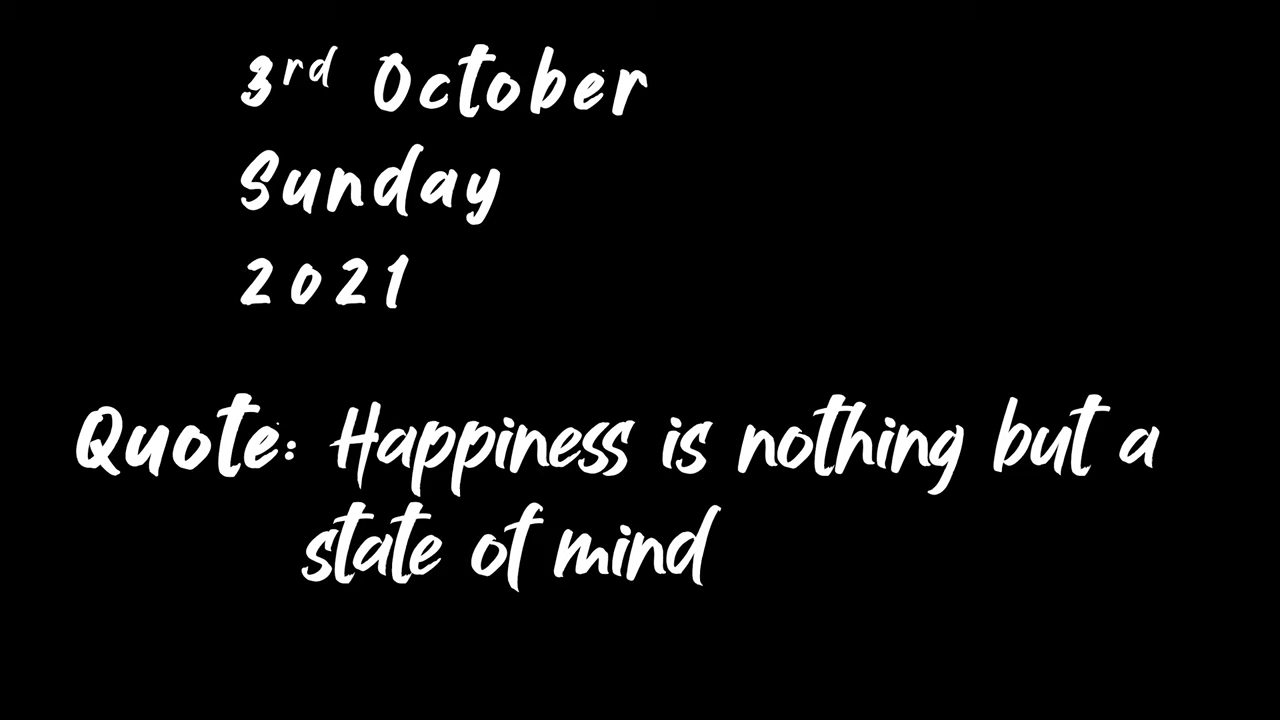 3rd October
Sunday
2021
Quote: Happiness is nothing but a
state of mind